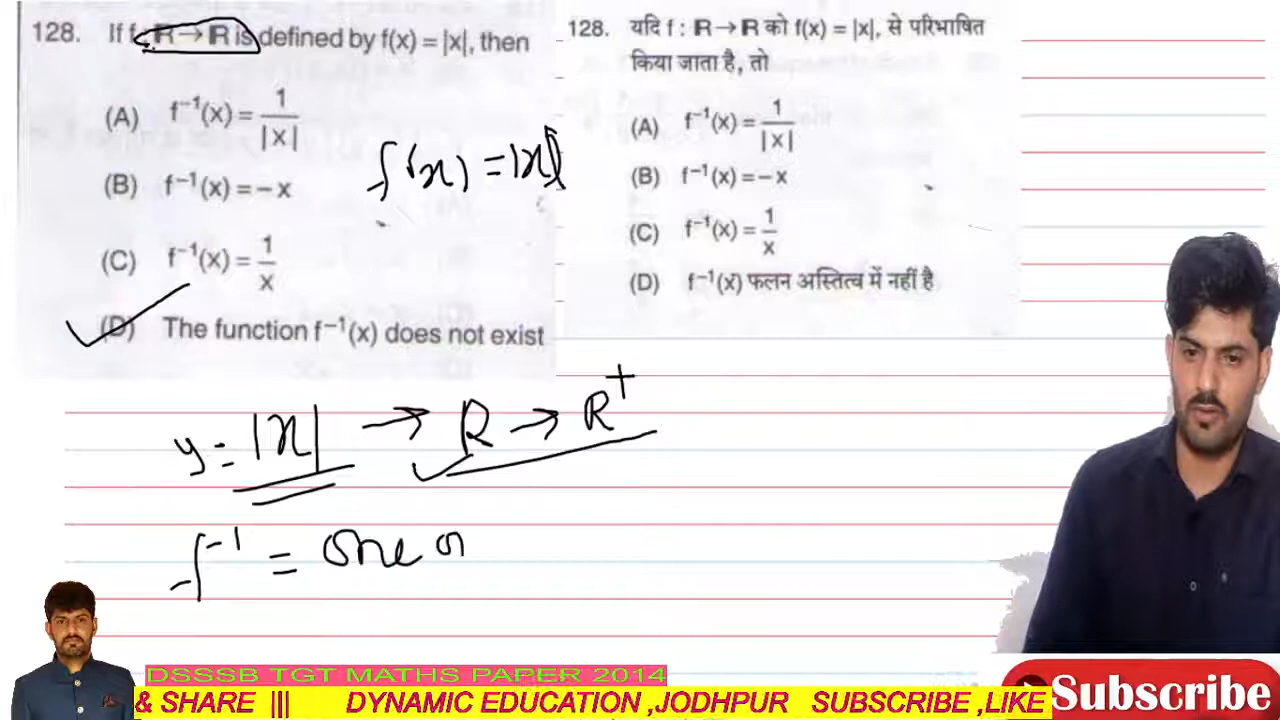 128. If f: R → R is defined by f(x) = |x|, then
(A) f⁻¹(x) = 1/|x|
(B) f⁻¹(x) = – x
(C) f⁻¹(x) = 1/x
(D) The function f⁻¹(x) does not exist
128. यदि f : R → R को f(x) = |x|, से परिभाषित
किया जाता है, तो
(A) f⁻¹(x) = 1/|x|
(B) f⁻¹(x) = – x
(C) f⁻¹(x) = 1/x
(D) f⁻¹(x) फलन अस्तित्व में नहीं है
f(x) = |x|
y = |x| → R → R⁺
f⁻¹ = one o
DSSSB TGT MATHS PAPER 2014
& SHARE ||| DYNAMIC EDUCATION ,JODHPUR SUBSCRIBE ,LIKE
Subscribe